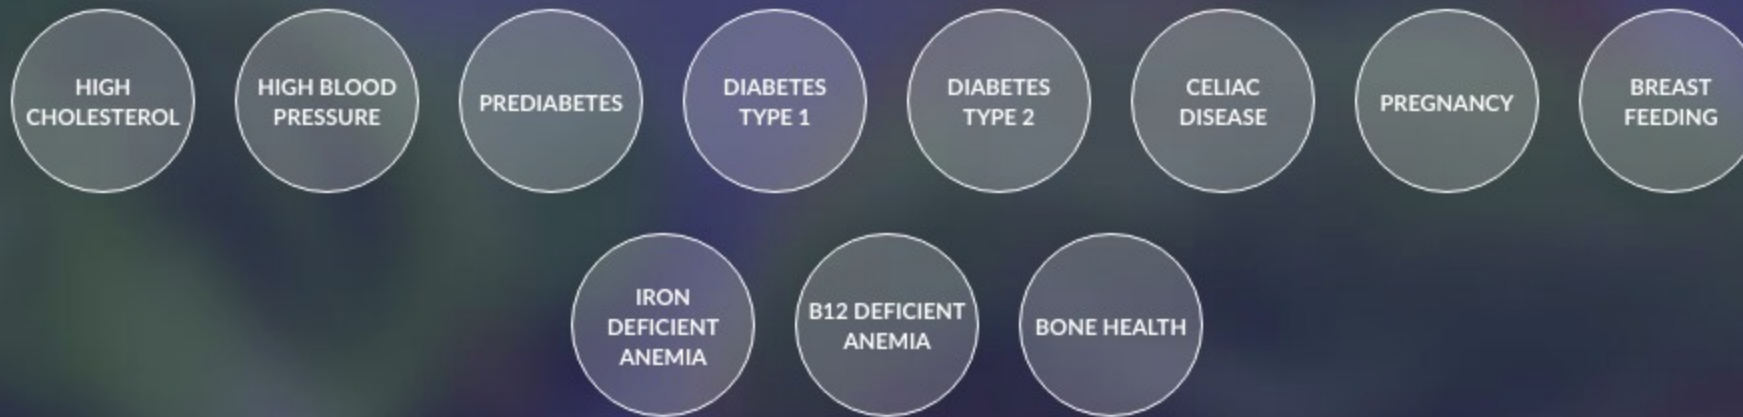 HIGH
CHOLESTEROL
HIGH BLOOD
PRESSURE
PREDIABETES
DIABETES
TYPE 1
DIABETES
TYPE 2
CELIAC
DISEASE
PREGNANCY
BREAST
FEEDING
IRON
DEFICIENT
ANEMIA
B12 DEFICIENT
ANEMIA
BONE HEALTH